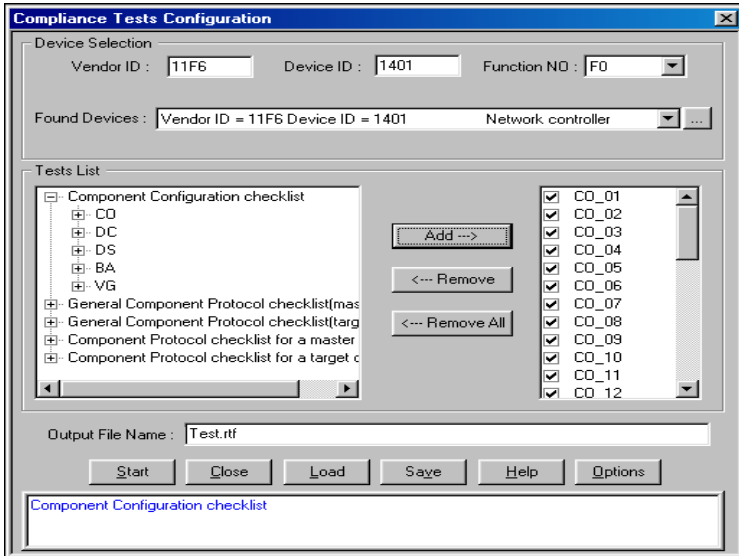 Compliance Tests Configuration
Device Selection
Vendor ID : 11F6 Device ID : 1401 Function NO : F0
Found Devices : Vendor ID = 11F6 Device ID = 1401 Network controller ...
Tests List
Component Configuration checklist
CO
DC
DS
BA
VG
General Component Protocol checklist(mas
General Component Protocol checklist(targ
Component Protocol checklist for a master
Component Protocol checklist for a target c
Add --->
<--- Remove
<--- Remove All
CO_01
CO_02
CO_03
CO_04
CO_05
CO_06
CO_07
CO_08
CO_09
CO_10
CO_11
CO_12
Output File Name : Test.rtf
Start Close Load Save Help Options
Component Configuration checklist